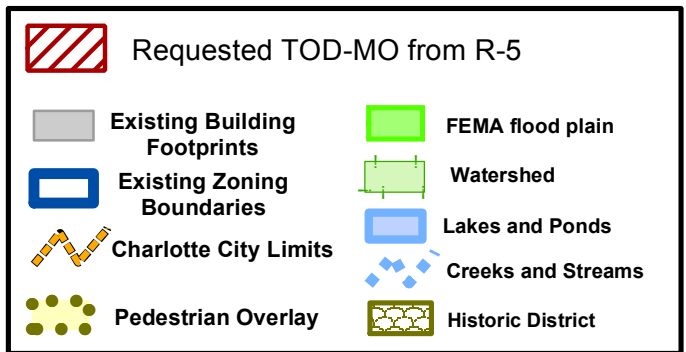 Requested TOD-MO from R-5
Existing Building
Footprints
Existing Zoning
Boundaries
Charlotte City Limits
Pedestrian Overlay
FEMA flood plain
Watershed
Lakes and Ponds
Creeks and Streams
Historic District